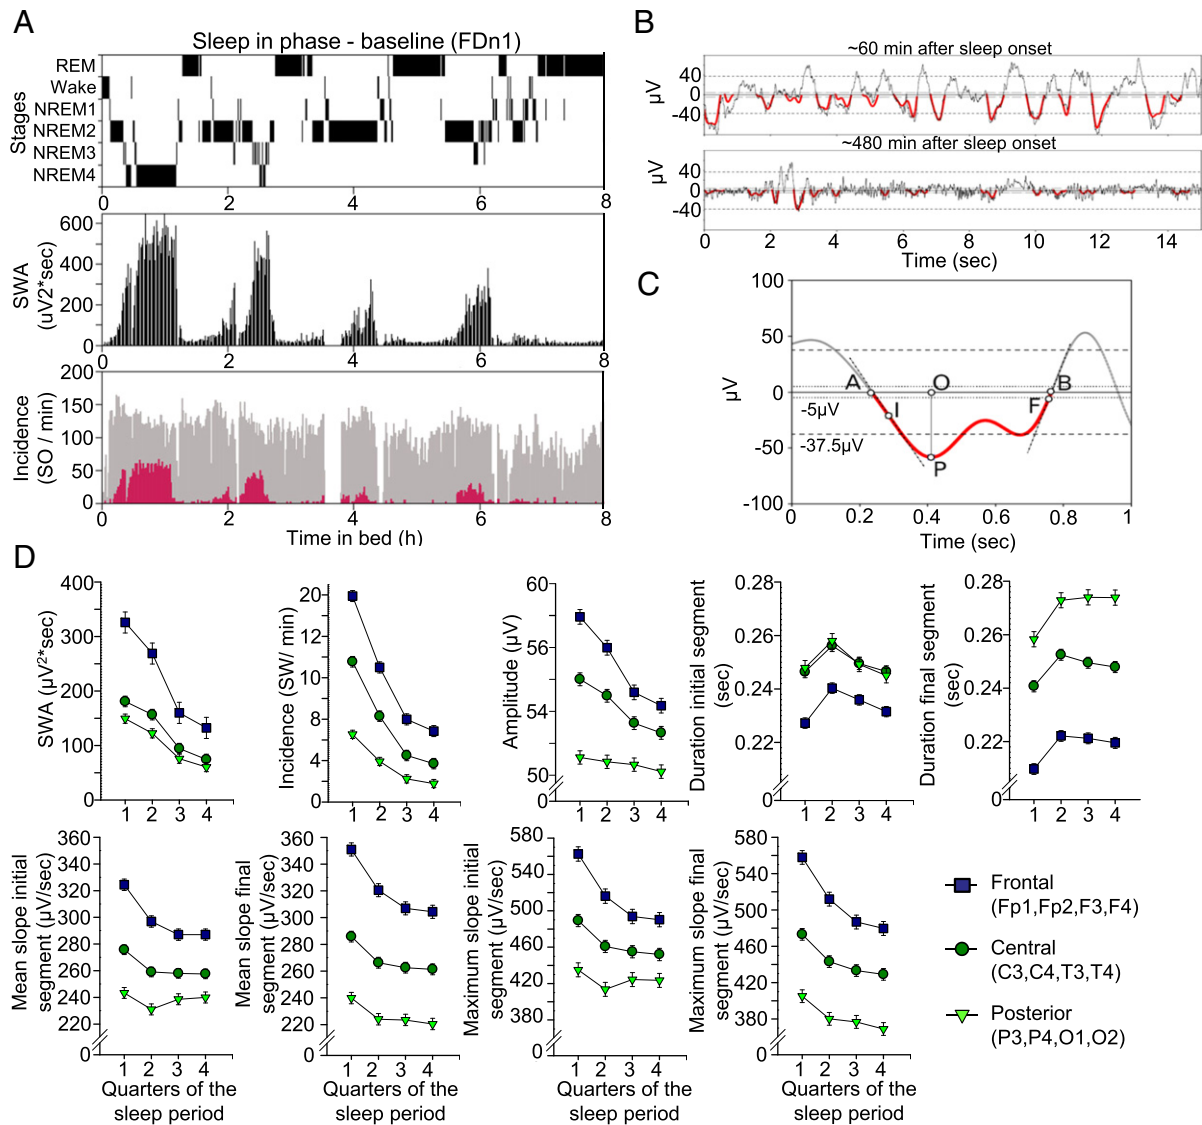 A
Sleep in phase - baseline (FDn1)
Stages
REM
Wake
NREM1
NREM2
NREM3
NREM4
0 2 4 6 8
SWA
(uV2*sec)
600
400
200
0
0 2 4 6 8
Incidence
(SO / min)
200
150
100
50
0
0 2 4 6 8
Time in bed (h)
B
~60 min after sleep onset
µV
40
0
-40
~480 min after sleep onset
µV
40
0
-40
0 2 4 6 8 10 12 14
Time (sec)
C
µV
100
50
0
-50
-100
A
I
O
P
F
B
-5µV
-37.5µV
0 0.2 0.4 0.6 0.8 1
Time (sec)
D
SWA (µV²*sec)
400
300
200
100
0
1 2 3 4
Incidence (SW/ min)
20
12
10
8
4
0
1 2 3 4
Amplitude (µV)
60
56
54
50
0
1 2 3 4
Duration initial segment
(sec)
0.28
0.26
0.24
0.22
0
1 2 3 4
Duration final segment
(sec)
0.28
0.26
0.24
0.22
0
1 2 3 4
Mean slope initial
segment (µV/sec)
360
340
320
300
280
260
240
220
0
1 2 3 4
Quarters of the
sleep period
Mean slope final
segment (µV/sec)
360
340
320
300
280
260
240
220
0
1 2 3 4
Quarters of the
sleep period
Maximum slope initial
segment (µV/sec)
580
540
500
460
420
380
0
1 2 3 4
Quarters of the
sleep period
Maximum slope final
segment (µV/sec)
580
540
500
460
420
380
0
1 2 3 4
Quarters of the
sleep period
Frontal
(Fp1,Fp2,F3,F4)
Central
(C3,C4,T3,T4)
Posterior
(P3,P4,O1,O2)